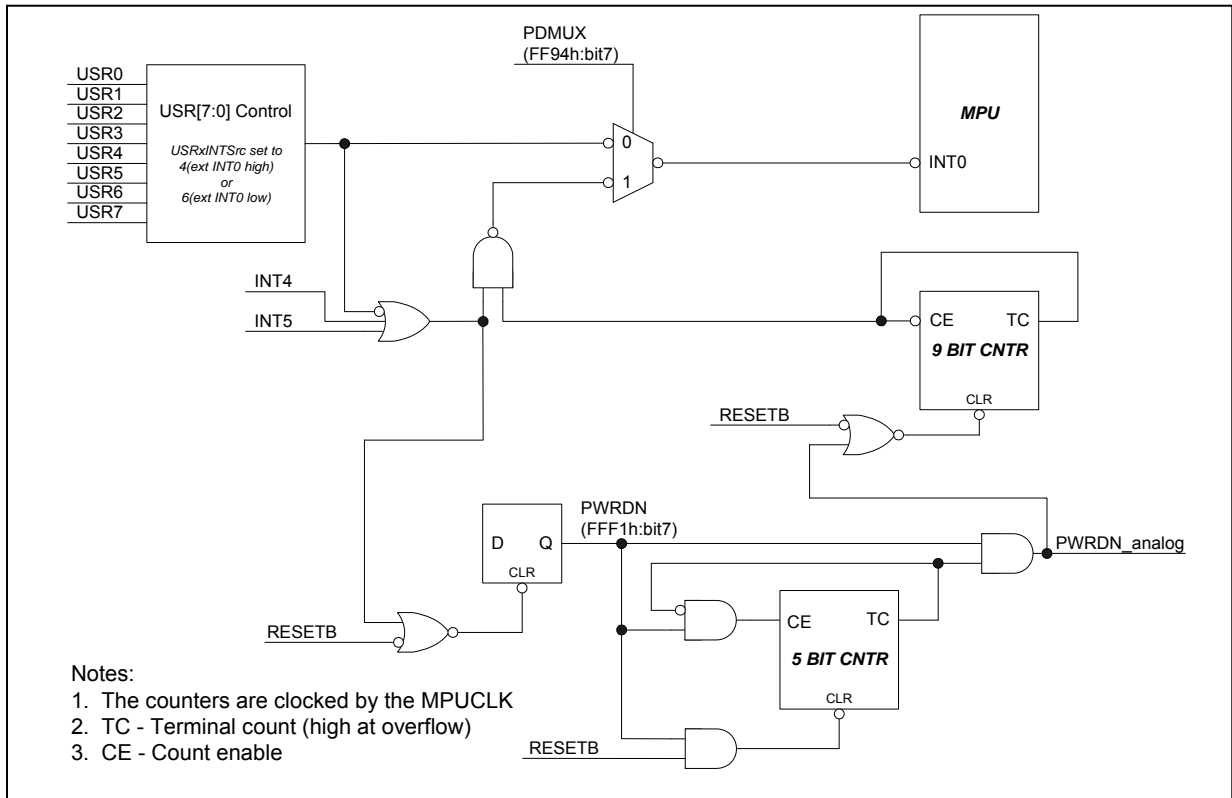 PDMUX
(FF94h:bit7)
USR0
USR1
USR2
USR3
USR4
USR5
USR6
USR7
USR[7:0] Control
USRxINTSrc set to
4(ext INT0 high)
or
6(ext INT0 low)
0
1
MPU
INT0
INT4
INT5
CE
TC
9 BIT CNTR
CLR
RESETB
D
Q
CLR
PWRDN
(FFF1h:bit7)
PWRDN_analog
RESETB
CE
TC
5 BIT CNTR
CLR
RESETB
Notes:
1. The counters are clocked by the MPUCLK
2. TC - Terminal count (high at overflow)
3. CE - Count enable